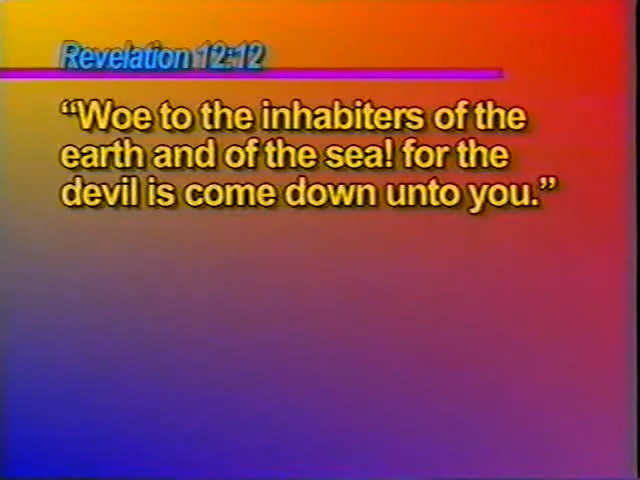 Revelation 12:12
“Woe to the inhabiters of the
earth and of the sea! for the
devil is come down unto you.”